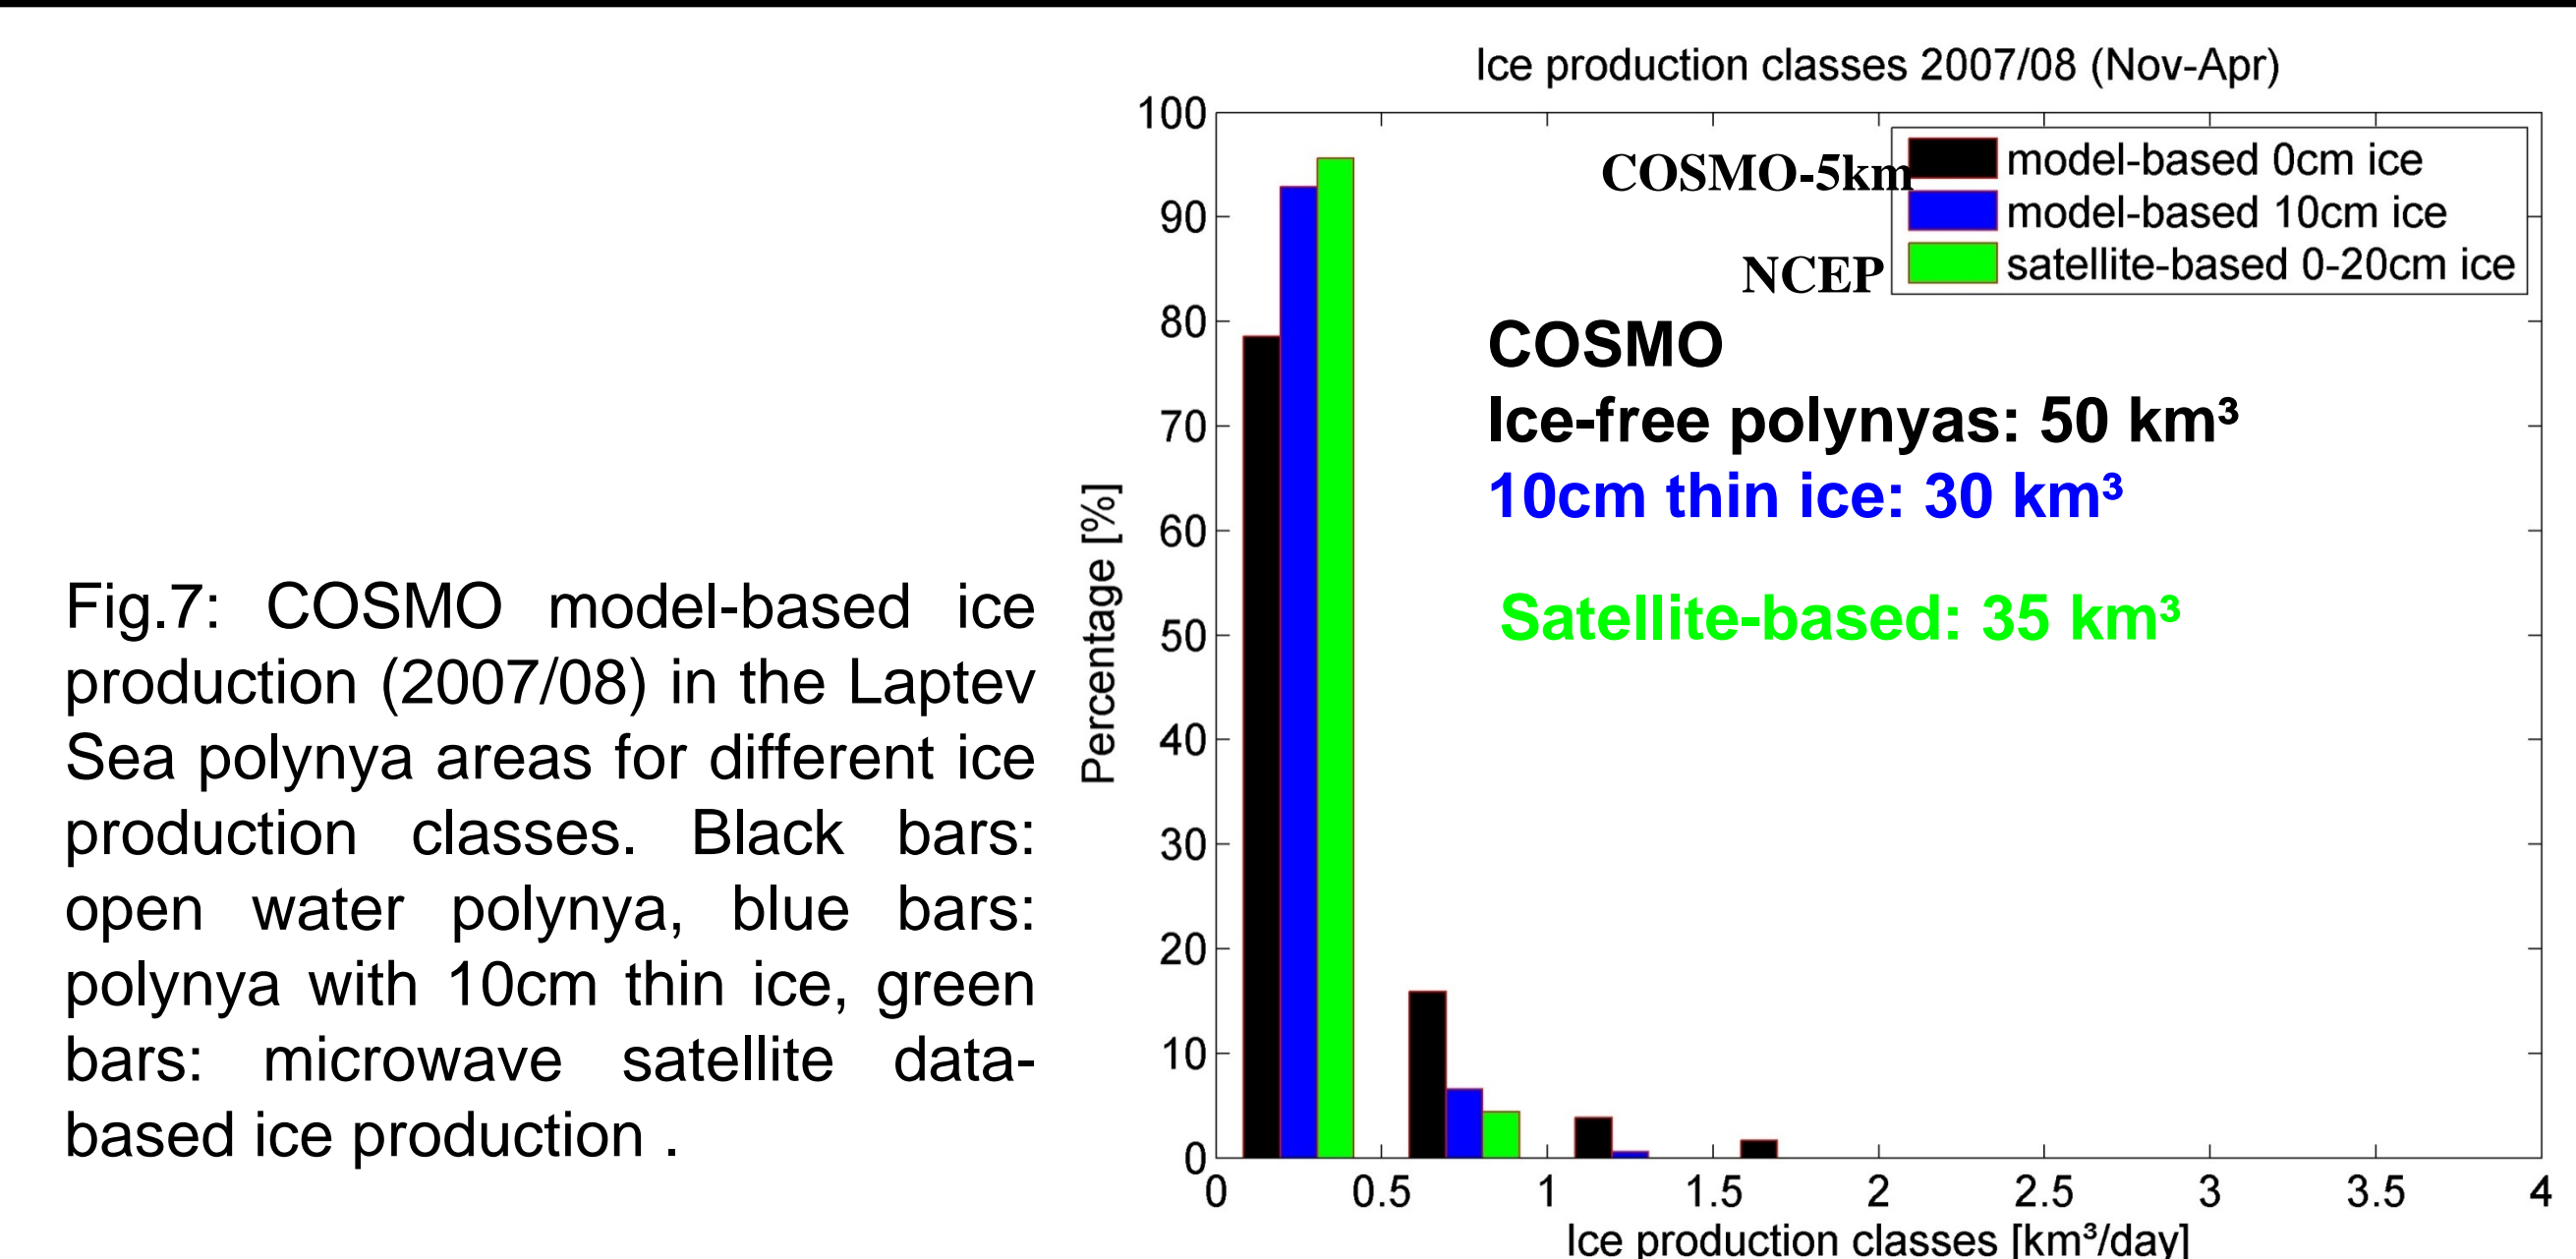 Fig.7: COSMO model-based ice
production (2007/08) in the Laptev
Sea polynya areas for different ice
production classes. Black bars:
open water polynya, blue bars:
polynya with 10cm thin ice, green
bars: microwave satellite data-
based ice production .
Ice production classes 2007/08 (Nov-Apr)
COSMO-5km
NCEP
model-based 0cm ice
model-based 10cm ice
satellite-based 0-20cm ice
COSMO
Ice-free polynyas: 50 km³
10cm thin ice: 30 km³
Satellite-based: 35 km³
Percentage [%]
100
90
80
70
60
50
40
30
20
10
0
0 0.5 1 1.5 2 2.5 3 3.5 4
Ice production classes [km³/day]